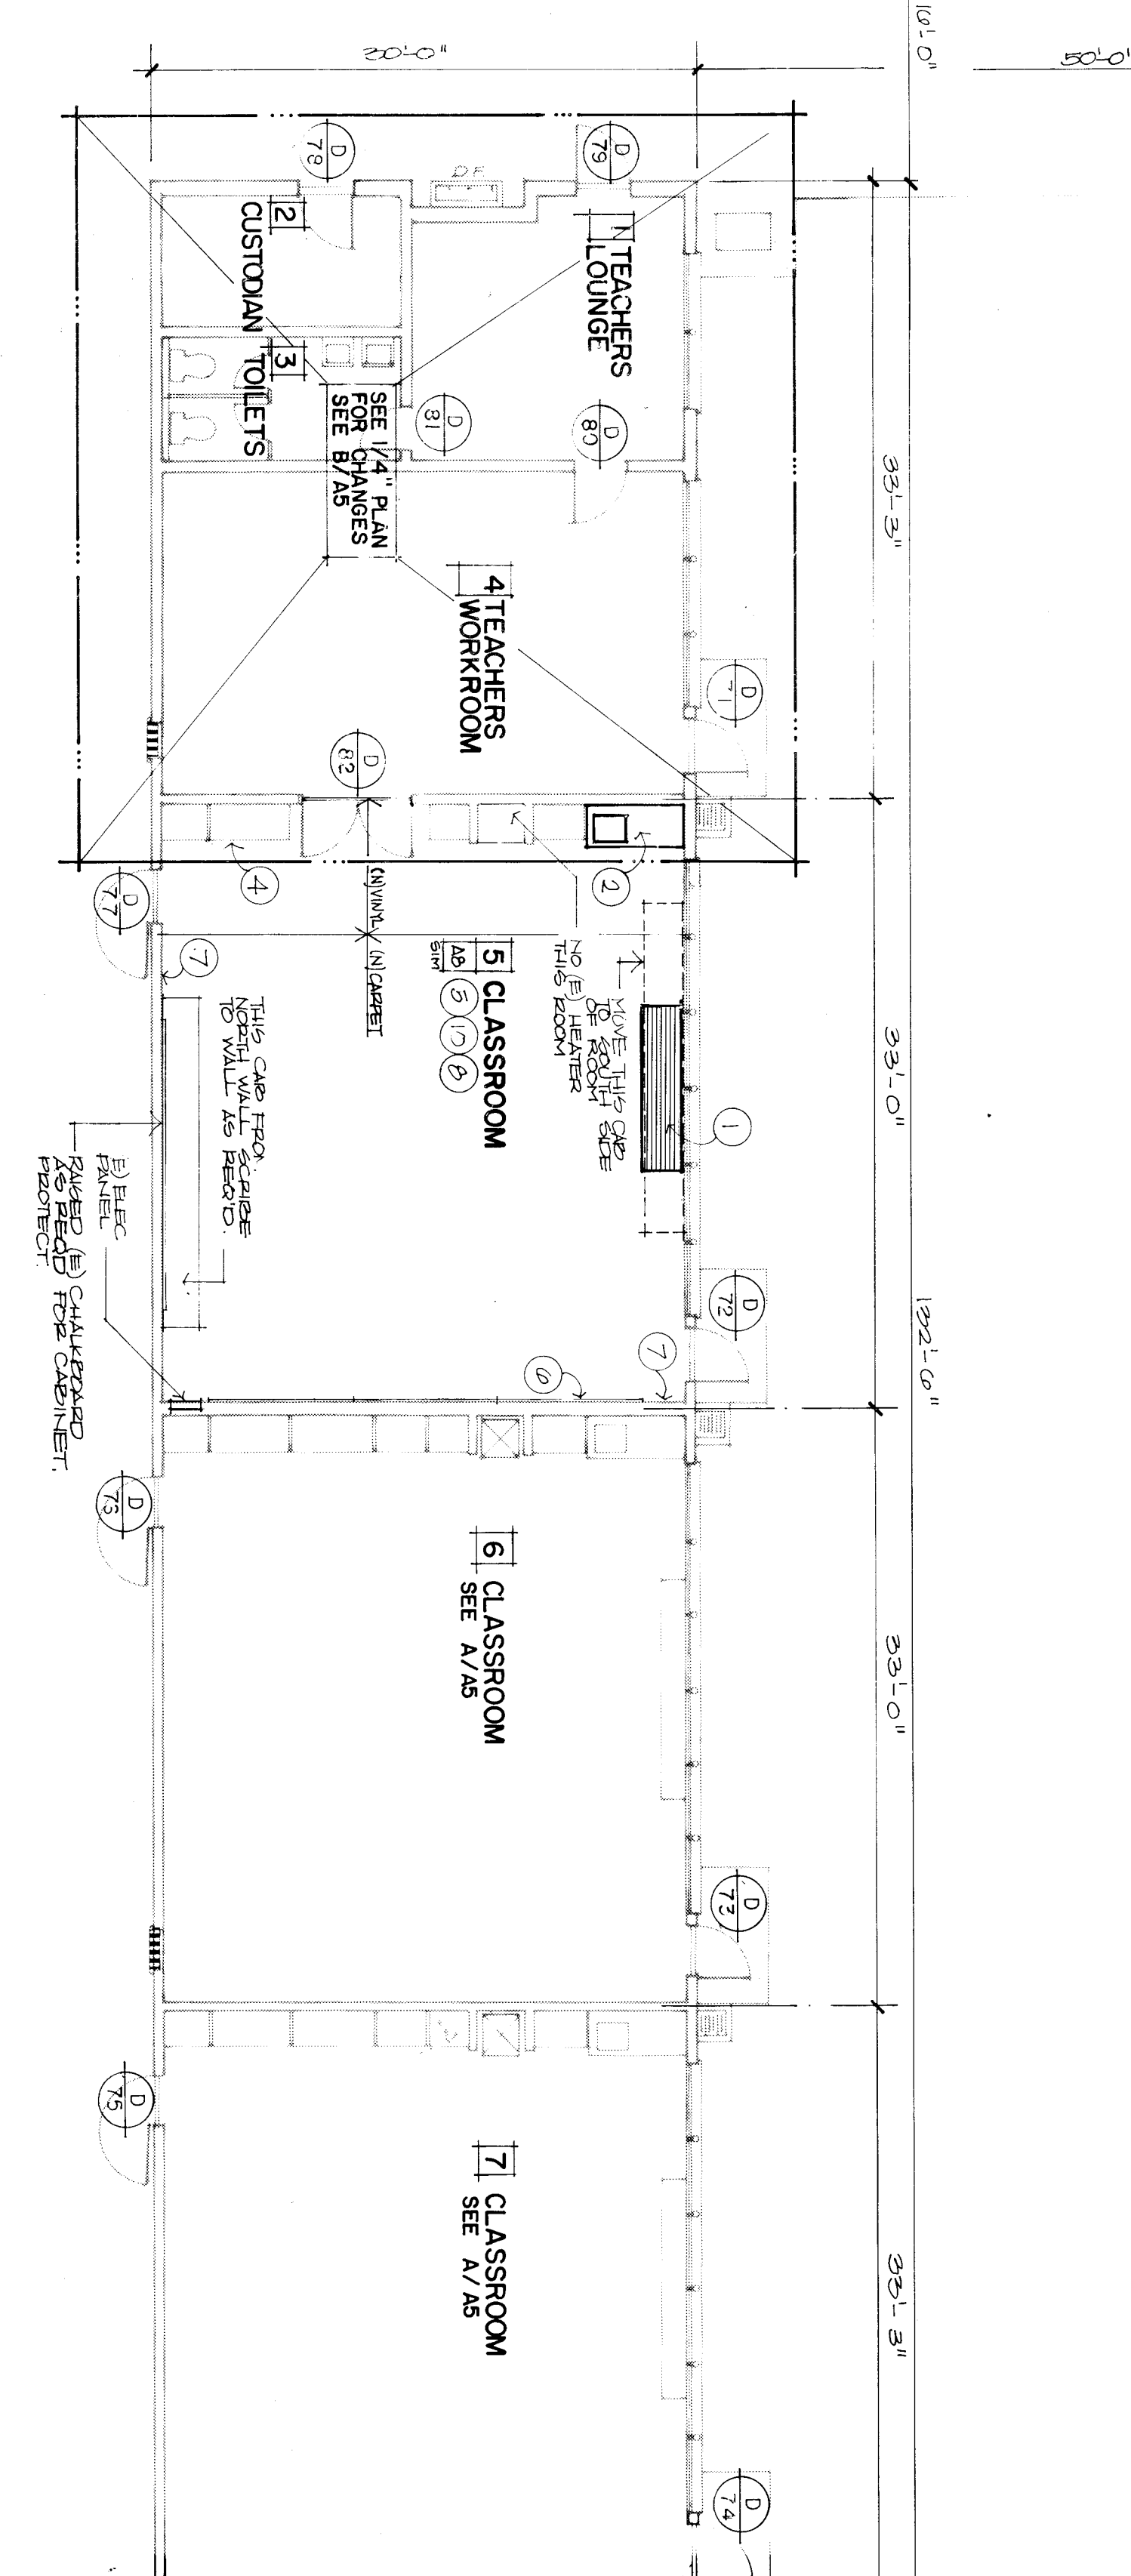 16'-0"
50'-0"
30'-0"
33'-3"
33'-0"
33'-0"
33'-3"
132'-6"
D
79
D
78
DF
1 TEACHERS
LOUNGE
2
CUSTODIAN
3
TOILETS
D
81
D
80
SEE 1/4" PLAN
FOR CHANGES
SEE B/A5
4 TEACHERS
WORKROOM
D
71
D
82
2
4
D
77
(N)VINYL
(N)CARPET
7
5 CLASSROOM
A8
SIM
5
10
8
NO (E) HEATER
THIS ROOM
MOVE THIS CAB
TO SOUTH SIDE
OF ROOM
1
THIS CAB FROM
NORTH WALL SCRIBE
TO WALL AS REQ'D.
E) ELEC
PANEL
RAISED (E) CHALKBOARD
AS REQD FOR CABINET.
PROTECT.
D
72
7
6
D
76
6 CLASSROOM
SEE A/A5
D
73
D
75
7 CLASSROOM
SEE A/A5
D
74